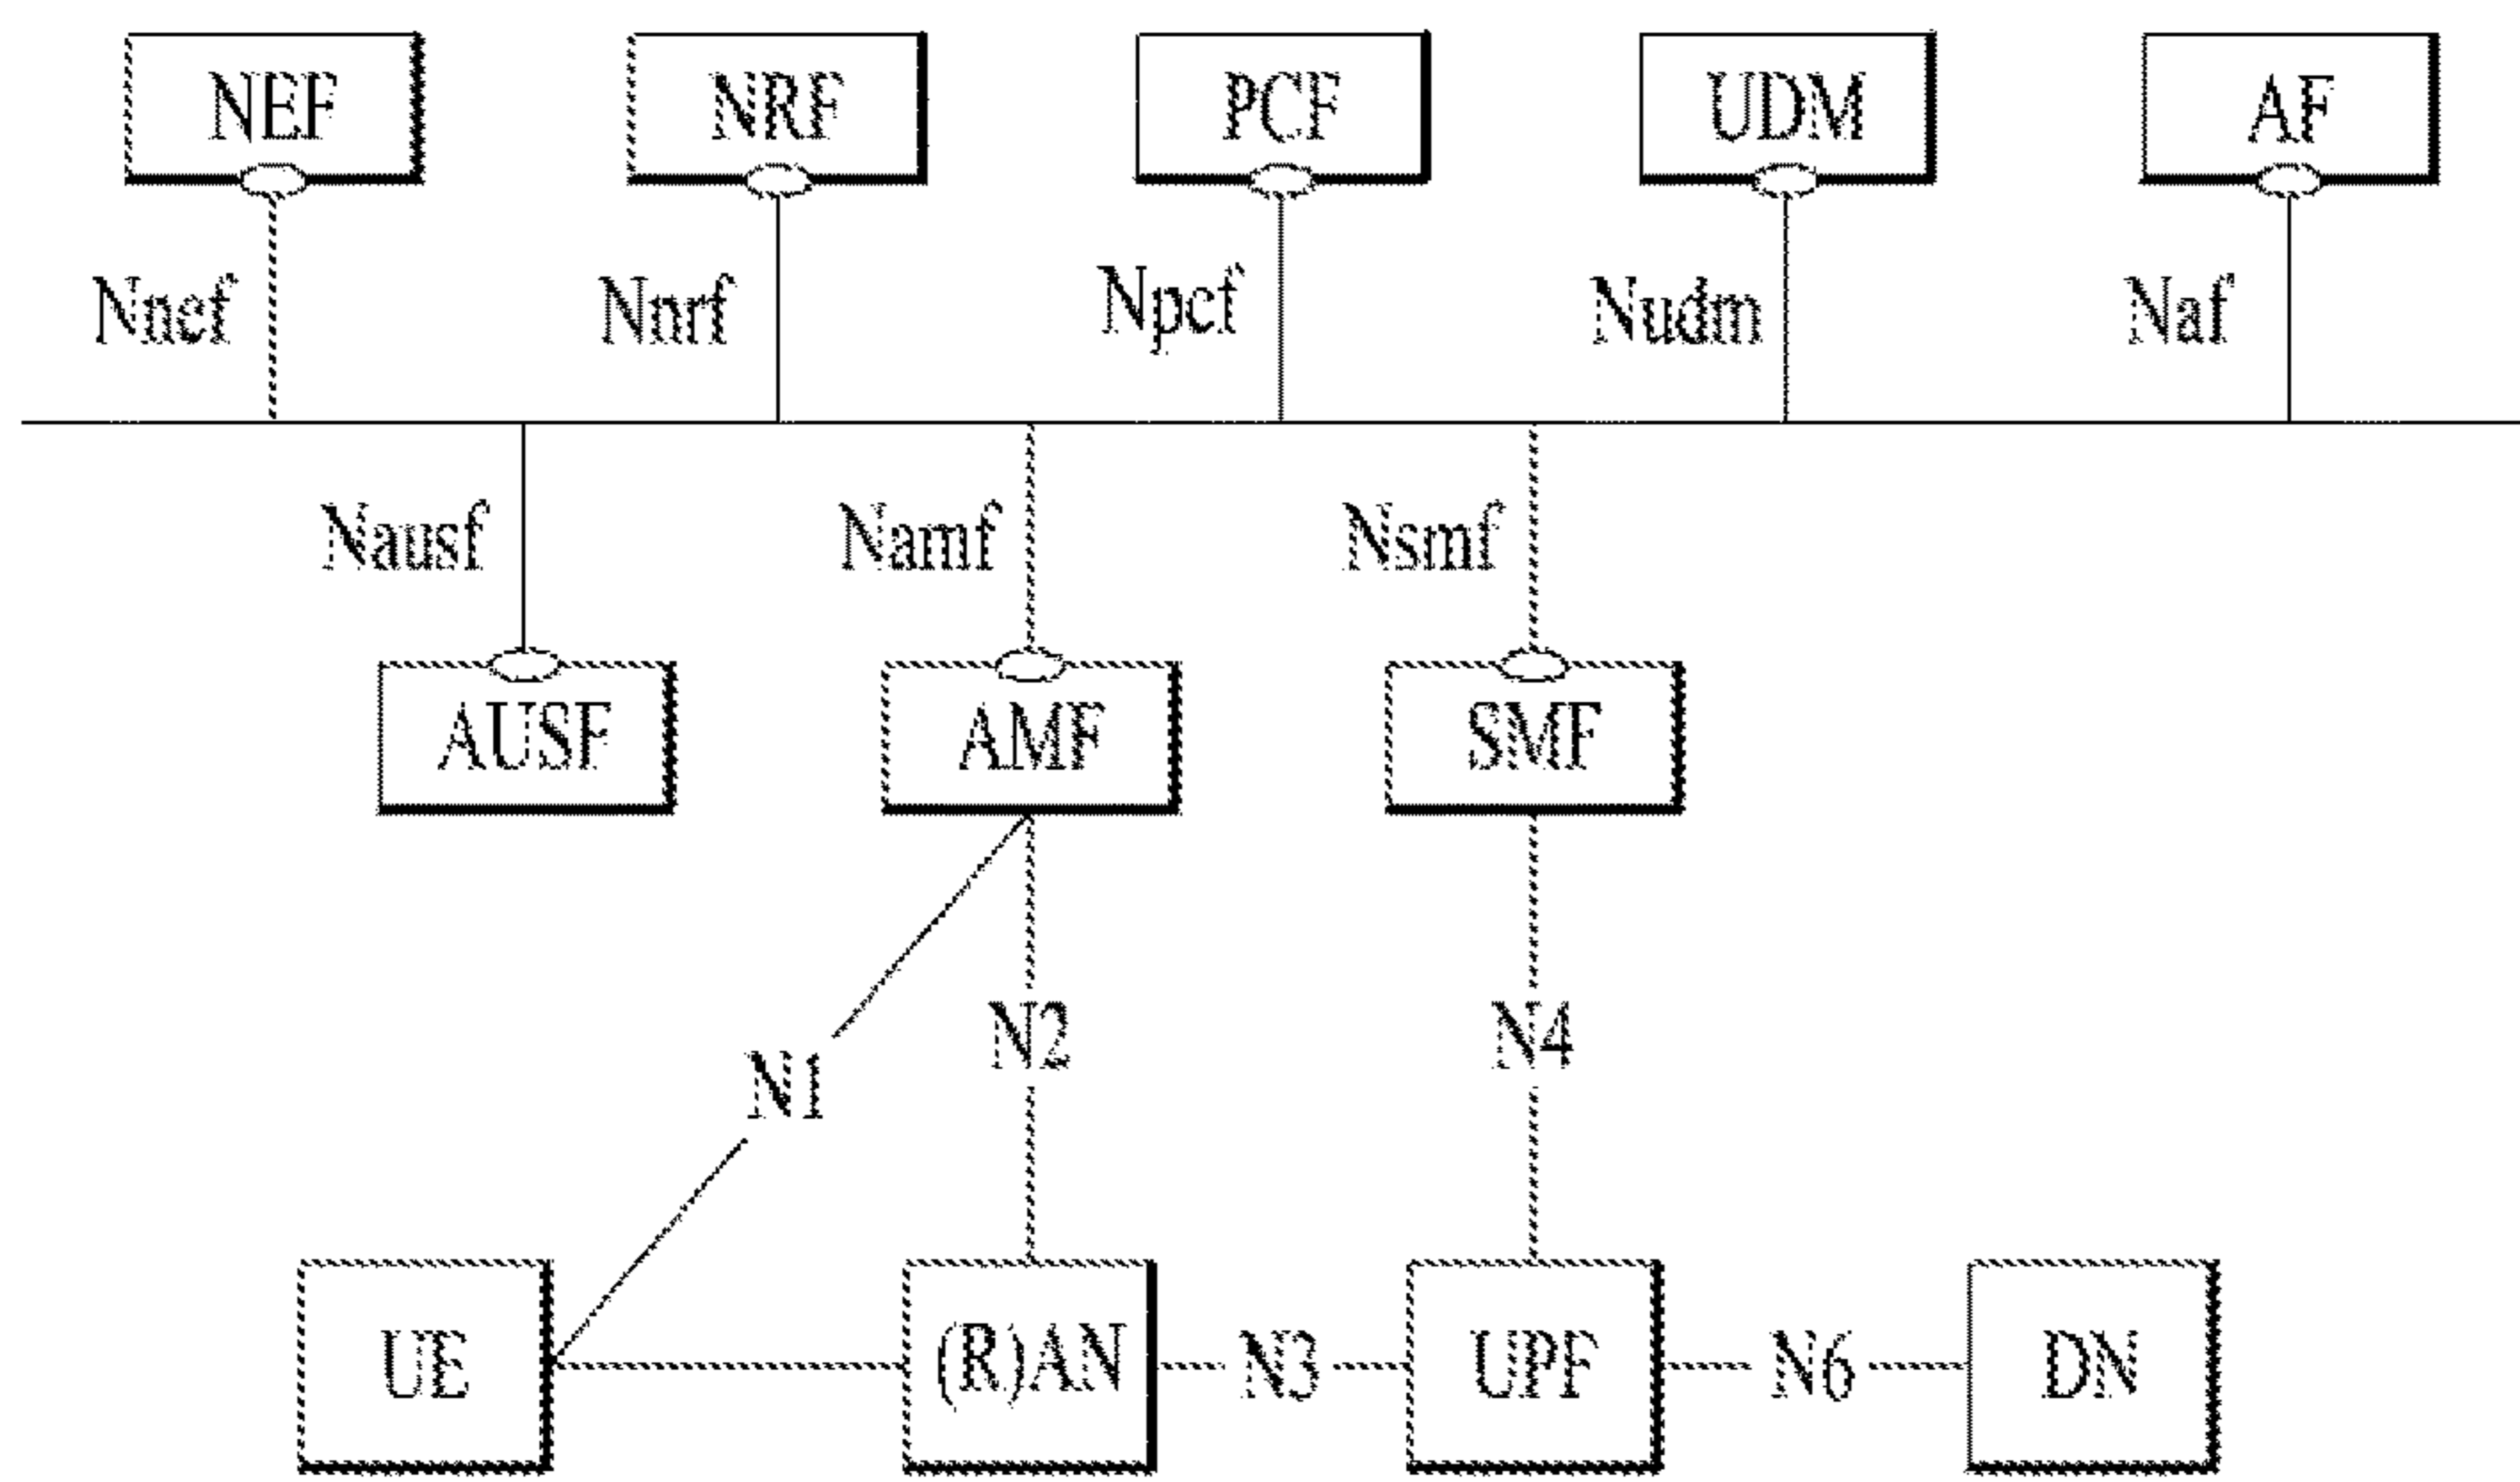 NEF NRF PCF UDM AF
Nnef Nnrf Npcf Nudm Naf
Nausf Namf Nsmf
AUSF AMF SMF
N2 N4
N1
UE (R)AN N3 UPF N6 DN